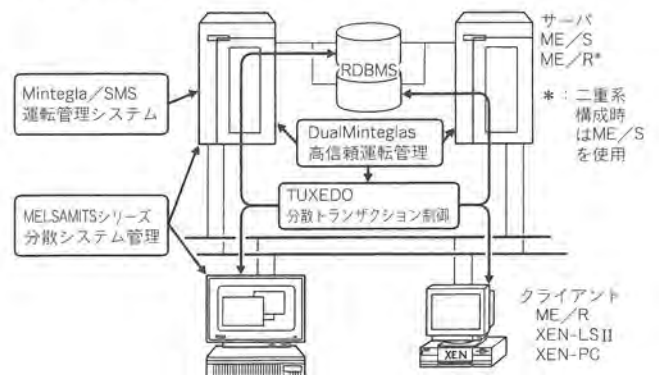 サーバ
ME/S
ME/R*
*：二重系
構成時
はME/S
を使用
RDBMS
Mintegla/SMS
運転管理システム
DualMinteglas
高信頼運転管理
TUXEDO
分散トランザクション制御
MELSAMITSシリーズ
分散システム管理
クライアント
ME/R
XEN-LSⅡ
XEN-PC
XEN